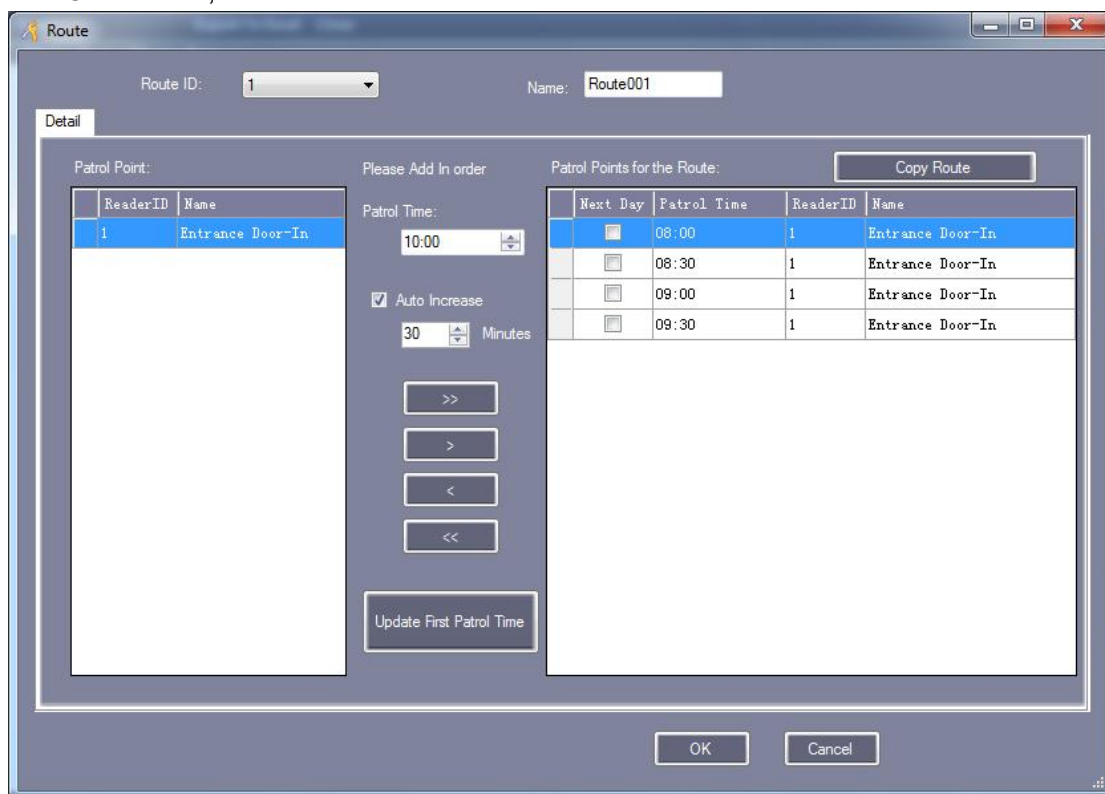 Route
Route ID: 1 Name: Route001
Detail
Patrol Point: Please Add In order Patrol Points for the Route: Copy Route
ReaderID Name
1 Entrance Door-In
Patrol Time:
10:00
Auto Increase
30 Minutes
>>
>
<
<<
Update First Patrol Time
Next Day Patrol Time ReaderID Name
08:00 1 Entrance Door-In
08:30 1 Entrance Door-In
09:00 1 Entrance Door-In
09:30 1 Entrance Door-In
OK Cancel